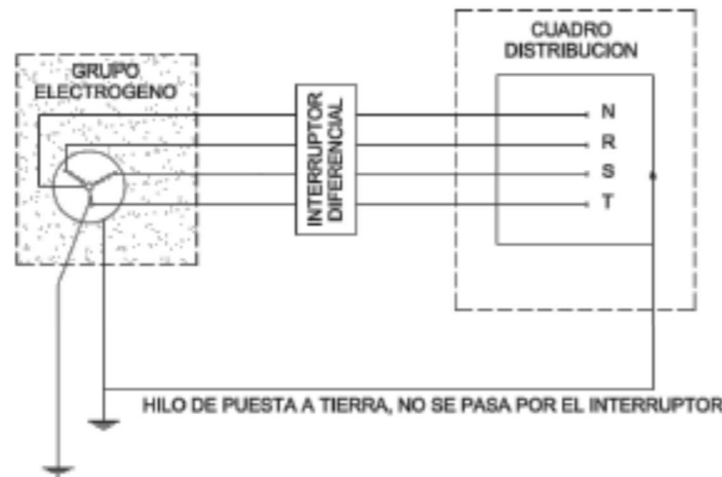 GRUPO
ELECTROGENO
INTERRUPTOR
DIFERENCIAL
CUADRO
DISTRIBUCION
N
R
S
T
HILO DE PUESTA A TIERRA, NO SE PASA POR EL INTERRUPTOR